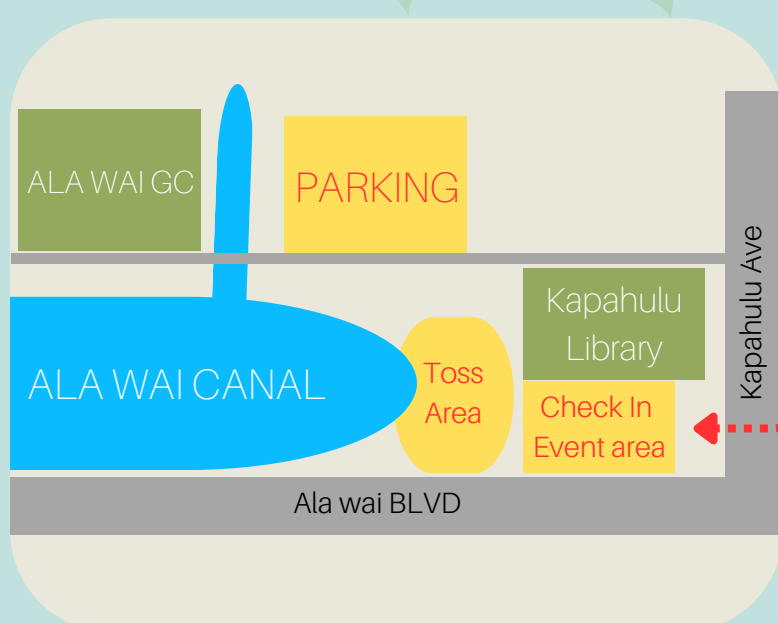 ALA WAI GC
PARKING
Kapahulu Ave
Kapahulu
Library
ALA WAI CANAL
Toss
Area
Check In
Event area
Ala wai BLVD